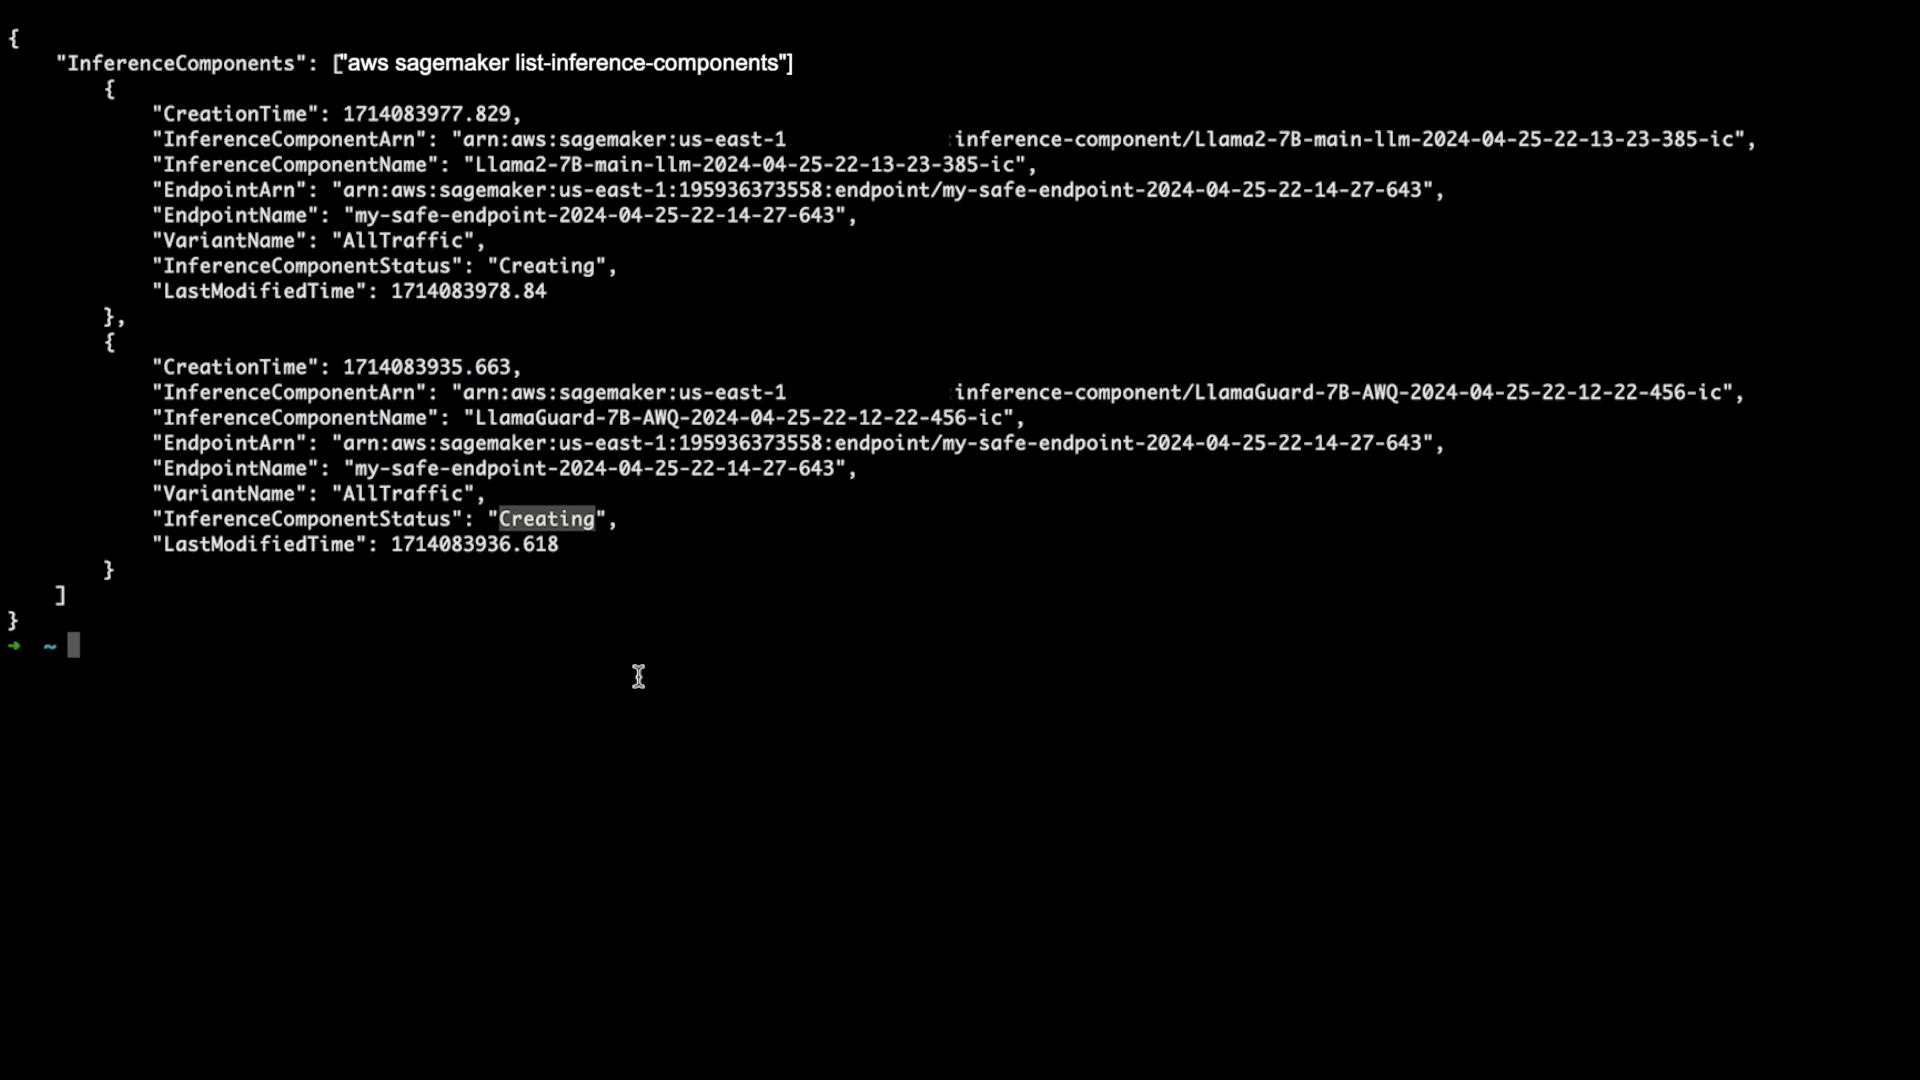 {
"InferenceComponents": ["aws sagemaker list-inference-components"]
{
"CreationTime": 1714083977.829,
"InferenceComponentArn": "arn:aws:sagemaker:us-east-1 :inference-component/Llama2-7B-main-llm-2024-04-25-22-13-23-385-ic",
"InferenceComponentName": "Llama2-7B-main-llm-2024-04-25-22-13-23-385-ic",
"EndpointArn": "arn:aws:sagemaker:us-east-1:195936373558:endpoint/my-safe-endpoint-2024-04-25-22-14-27-643",
"EndpointName": "my-safe-endpoint-2024-04-25-22-14-27-643",
"VariantName": "AllTraffic",
"InferenceComponentStatus": "Creating",
"LastModifiedTime": 1714083978.84
},
{
"CreationTime": 1714083935.663,
"InferenceComponentArn": "arn:aws:sagemaker:us-east-1 :inference-component/LlamaGuard-7B-AWQ-2024-04-25-22-12-22-456-ic",
"InferenceComponentName": "LlamaGuard-7B-AWQ-2024-04-25-22-12-22-456-ic",
"EndpointArn": "arn:aws:sagemaker:us-east-1:195936373558:endpoint/my-safe-endpoint-2024-04-25-22-14-27-643",
"EndpointName": "my-safe-endpoint-2024-04-25-22-14-27-643",
"VariantName": "AllTraffic",
"InferenceComponentStatus": "Creating",
"LastModifiedTime": 1714083936.618
}
]
}
➜ ~